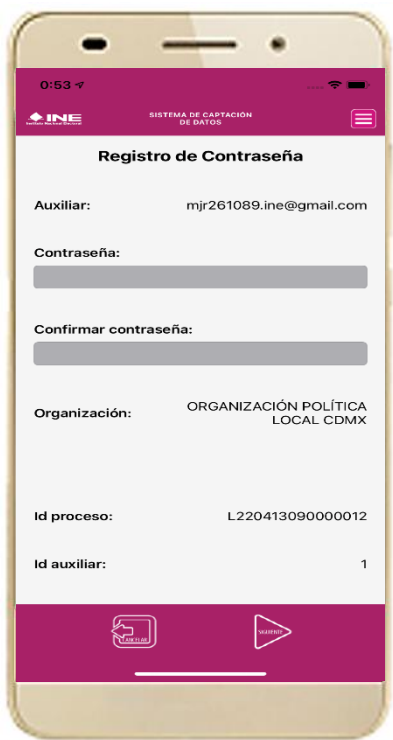 0:53
INE
Instituto Nacional Electoral
SISTEMA DE CAPTACIÓN
DE DATOS
Registro de Contraseña
Auxiliar: mjr261089.ine@gmail.com
Contraseña:
Confirmar contraseña:
Organización: ORGANIZACIÓN POLÍTICA
LOCAL CDMX
Id proceso: L220413090000012
Id auxiliar: 1
CANCELAR
SIGUIENTE